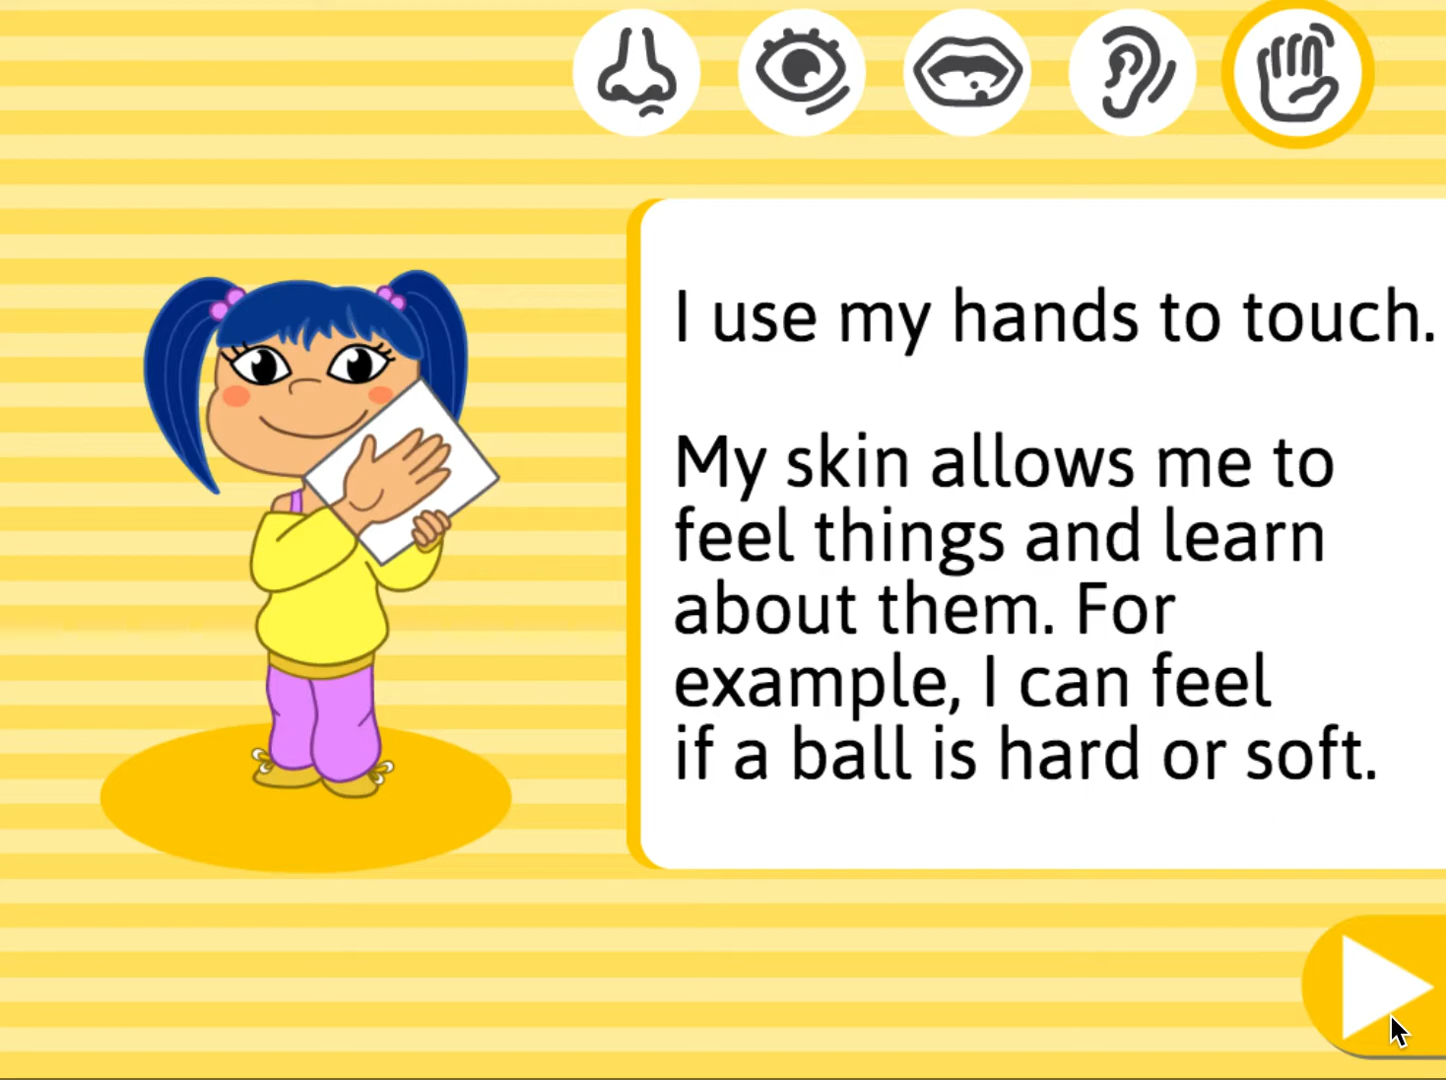 I use my hands to touch.
My skin allows me to
feel things and learn
about them. For
example, I can feel
if a ball is hard or soft.